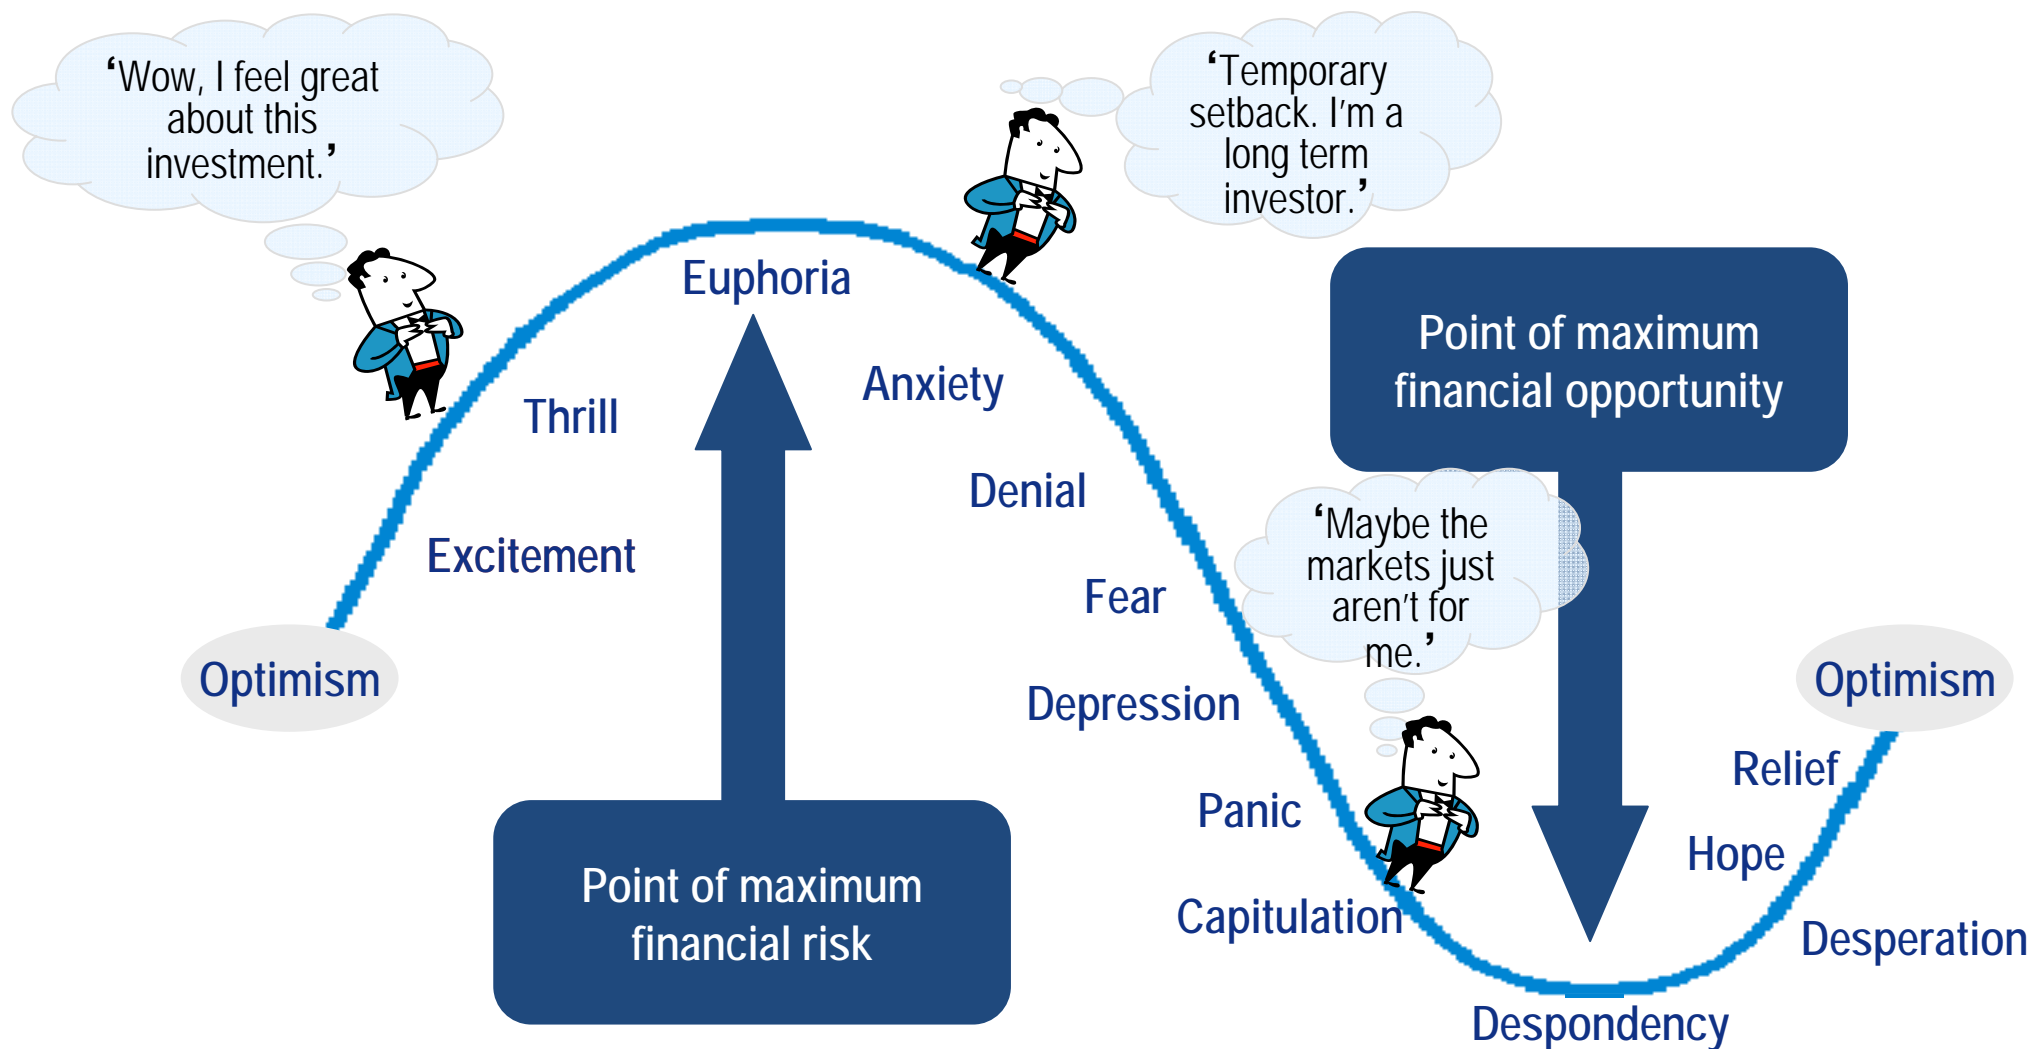 ‘Wow, I feel great
about this
investment.’
‘Temporary
setback. I'm a
long term
investor.’
Euphoria
Point of maximum
financial opportunity
Anxiety
Thrill
Denial
‘Maybe the
markets just
aren't for
me.’
Excitement
Fear
Optimism
Depression
Optimism
Relief
Panic
Hope
Point of maximum
financial risk
Capitulation
Desperation
Despondency